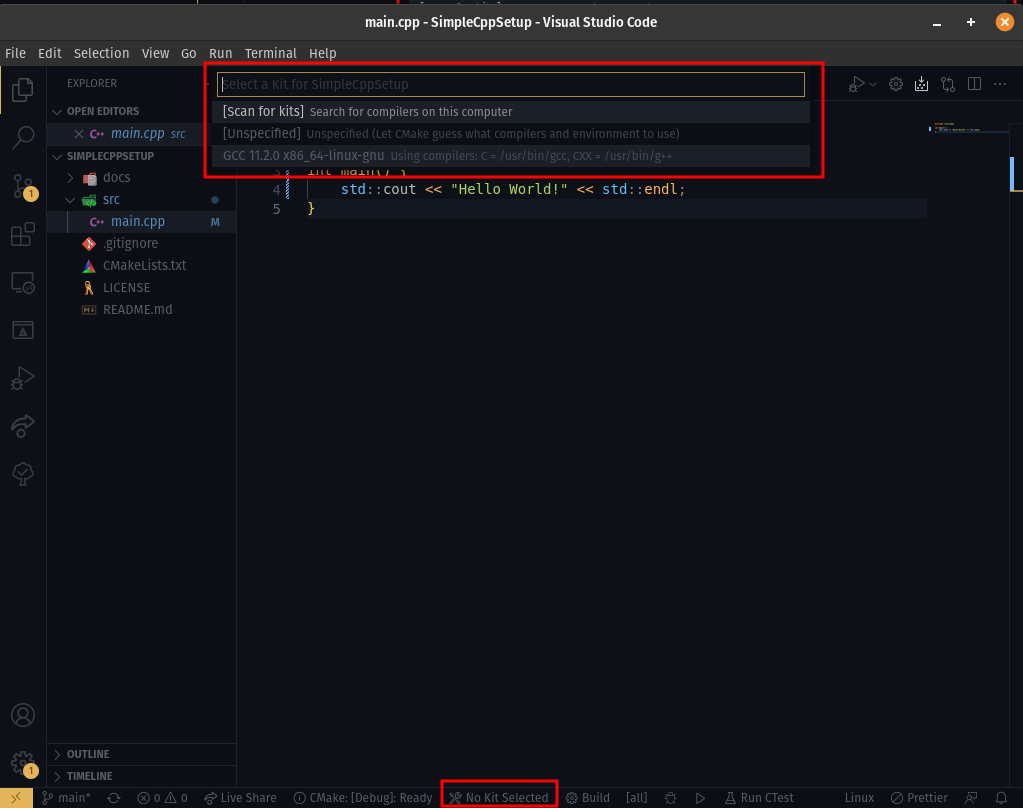 main.cpp - SimpleCppSetup - Visual Studio Code
File Edit Selection View Go Run Terminal Help
EXPLORER
OPEN EDITORS
main.cpp src
SIMPLECPPSETUP
docs
src
main.cpp M
.gitignore
CMakeLists.txt
LICENSE
README.md
OUTLINE
TIMELINE
1
1
Select a Kit for SimpleCppSetup
[Scan for kits] Search for compilers on this computer
[Unspecified] Unspecified (Let CMake guess what compilers and environment to use)
GCC 11.2.0 x86_64-linux-gnu Using compilers: C = /usr/bin/gcc, CXX = /usr/bin/g++
3 int main() {
4 std::cout << "Hello World!" << std::endl;
5 }
main* 0 0 Live Share CMake: [Debug]: Ready No Kit Selected Build [all] Run CTest Linux Prettier